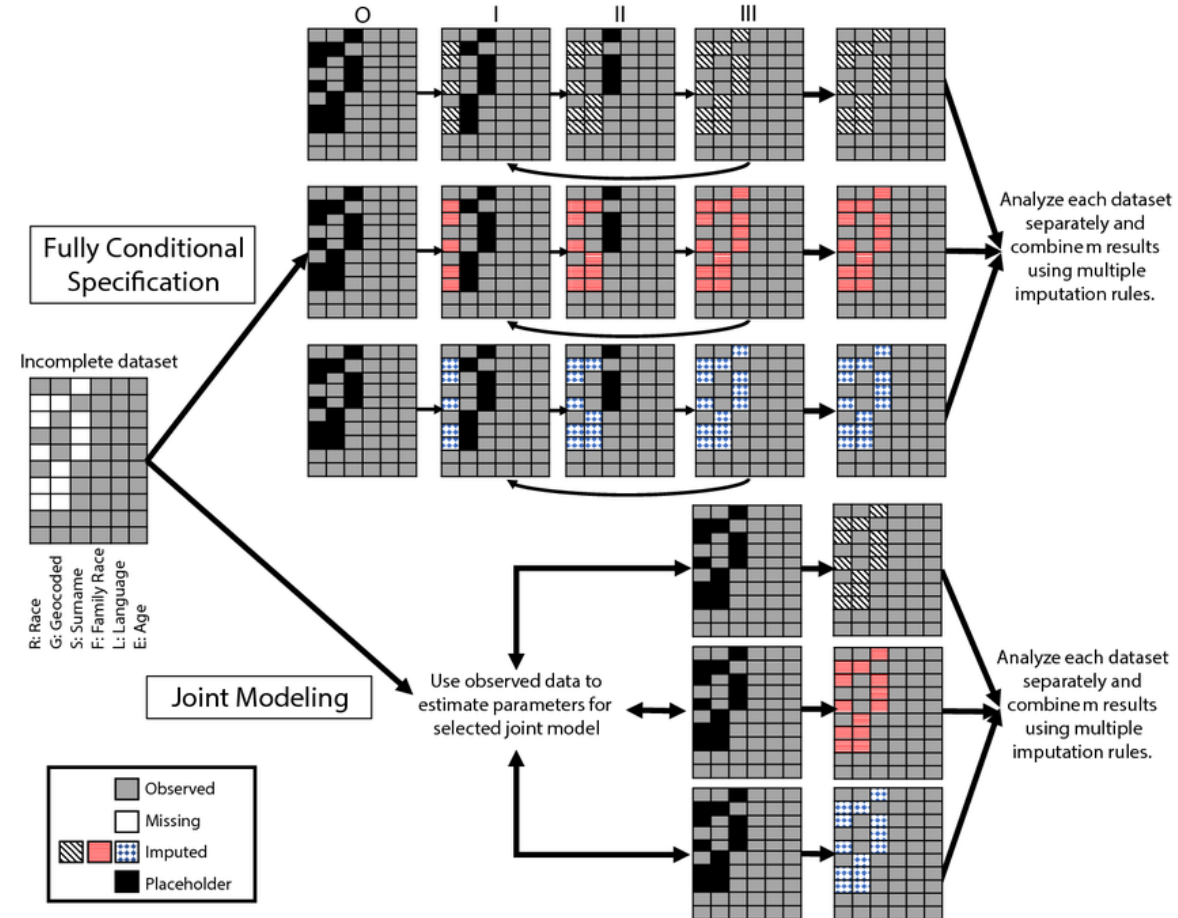 O
I
II
III
Fully Conditional
Specification
Analyze each dataset
separately and
combine m results
using multiple
imputation rules.
Incomplete dataset
R: Race
G: Geocoded
S: Surname
F: Family Race
L: Language
E: Age
Joint Modeling
Use observed data to
estimate parameters for
selected joint model
Analyze each dataset
separately and
combine m results
using multiple
imputation rules.
Observed
Missing
Imputed
Placeholder